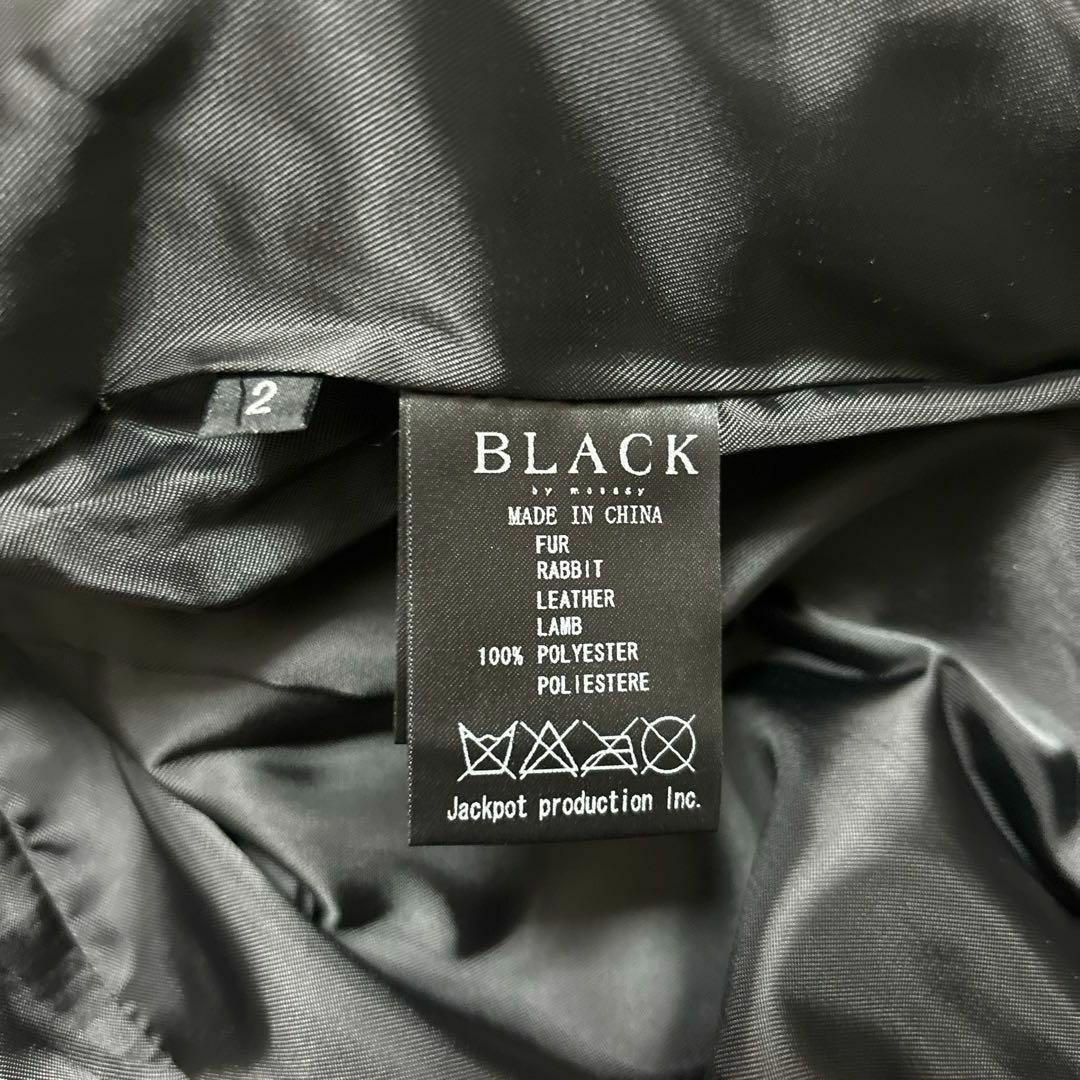 2
BLACK
by moussy
MADE IN CHINA
FUR
RABBIT
LEATHER
LAMB
100% POLYESTER
POLIESTERE
Jackpot production Inc.